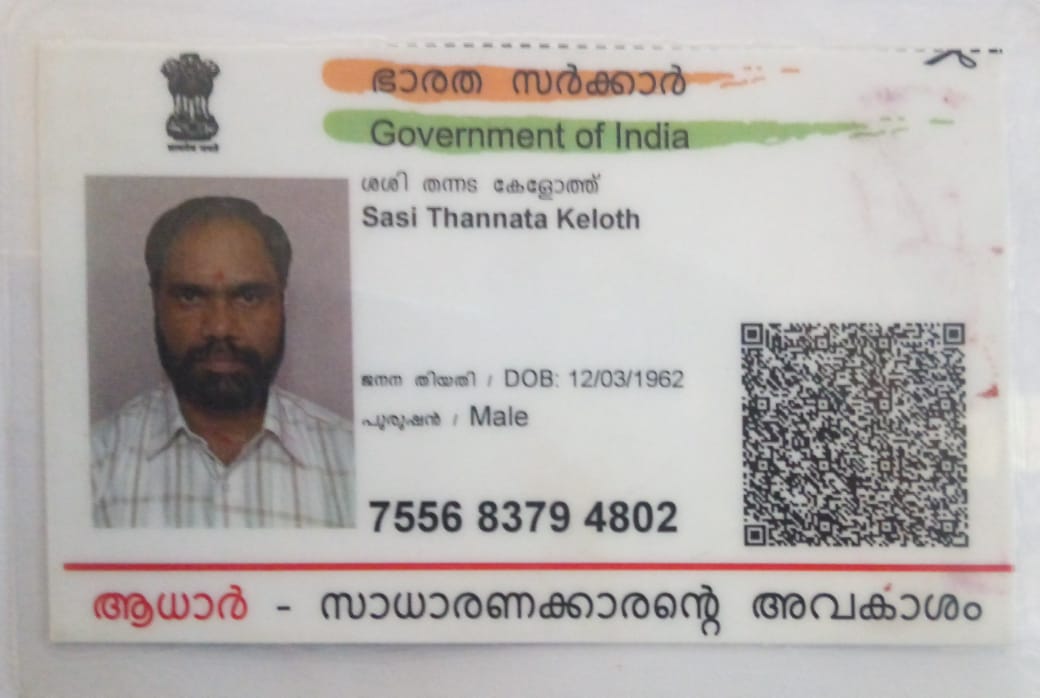 ഭാരത സർക്കാർ
Government of India
ശശി തന്നട കേളോത്ത്
Sasi Thannata Keloth
ജനന തിയതി / DOB: 12/03/1962
പുരുഷൻ / Male
7556 8379 4802
ആധാർ - സാധാരണക്കാരന്റെ അവകാശം